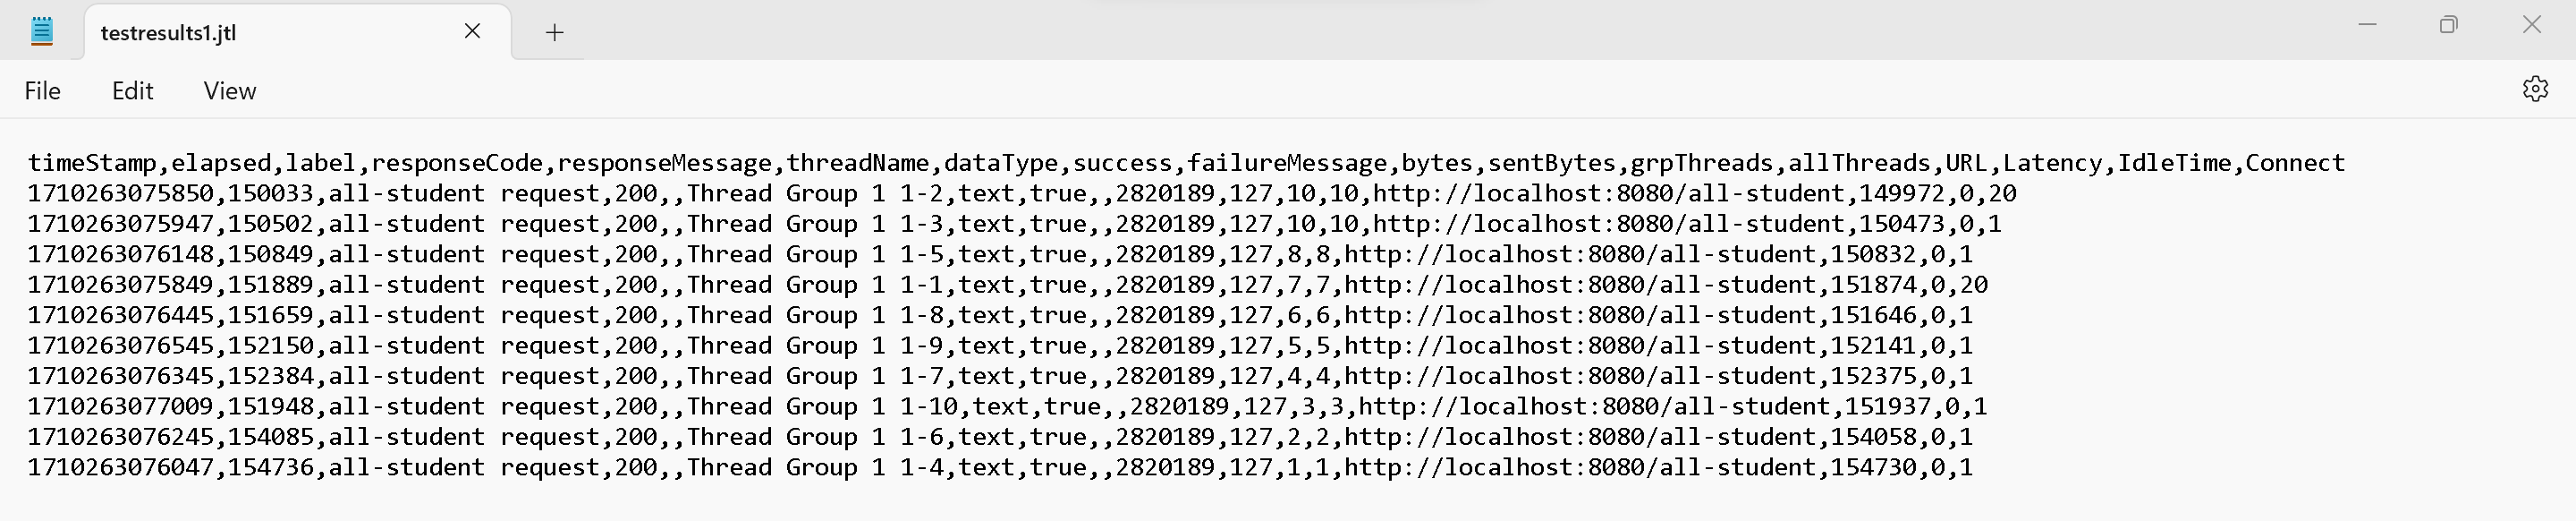 testresults1.jtl
File Edit View
timeStamp,elapsed,label,responseCode,responseMessage,threadName,dataType,success,failureMessage,bytes,sentBytes,grpThreads,allThreads,URL,Latency,IdleTime,Connect
1710263075850,150033,all-student request,200,,Thread Group 1 1-2,text,true,,2820189,127,10,10,http://localhost:8080/all-student,149972,0,20
1710263075947,150502,all-student request,200,,Thread Group 1 1-3,text,true,,2820189,127,10,10,http://localhost:8080/all-student,150473,0,1
1710263076148,150849,all-student request,200,,Thread Group 1 1-5,text,true,,2820189,127,8,8,http://localhost:8080/all-student,150832,0,1
1710263075849,151889,all-student request,200,,Thread Group 1 1-1,text,true,,2820189,127,7,7,http://localhost:8080/all-student,151874,0,20
1710263076445,151659,all-student request,200,,Thread Group 1 1-8,text,true,,2820189,127,6,6,http://localhost:8080/all-student,151646,0,1
1710263076545,152150,all-student request,200,,Thread Group 1 1-9,text,true,,2820189,127,5,5,http://localhost:8080/all-student,152141,0,1
1710263076345,152384,all-student request,200,,Thread Group 1 1-7,text,true,,2820189,127,4,4,http://localhost:8080/all-student,152375,0,1
1710263077009,151948,all-student request,200,,Thread Group 1 1-10,text,true,,2820189,127,3,3,http://localhost:8080/all-student,151937,0,1
1710263076245,154085,all-student request,200,,Thread Group 1 1-6,text,true,,2820189,127,2,2,http://localhost:8080/all-student,154058,0,1
1710263076047,154736,all-student request,200,,Thread Group 1 1-4,text,true,,2820189,127,1,1,http://localhost:8080/all-student,154730,0,1